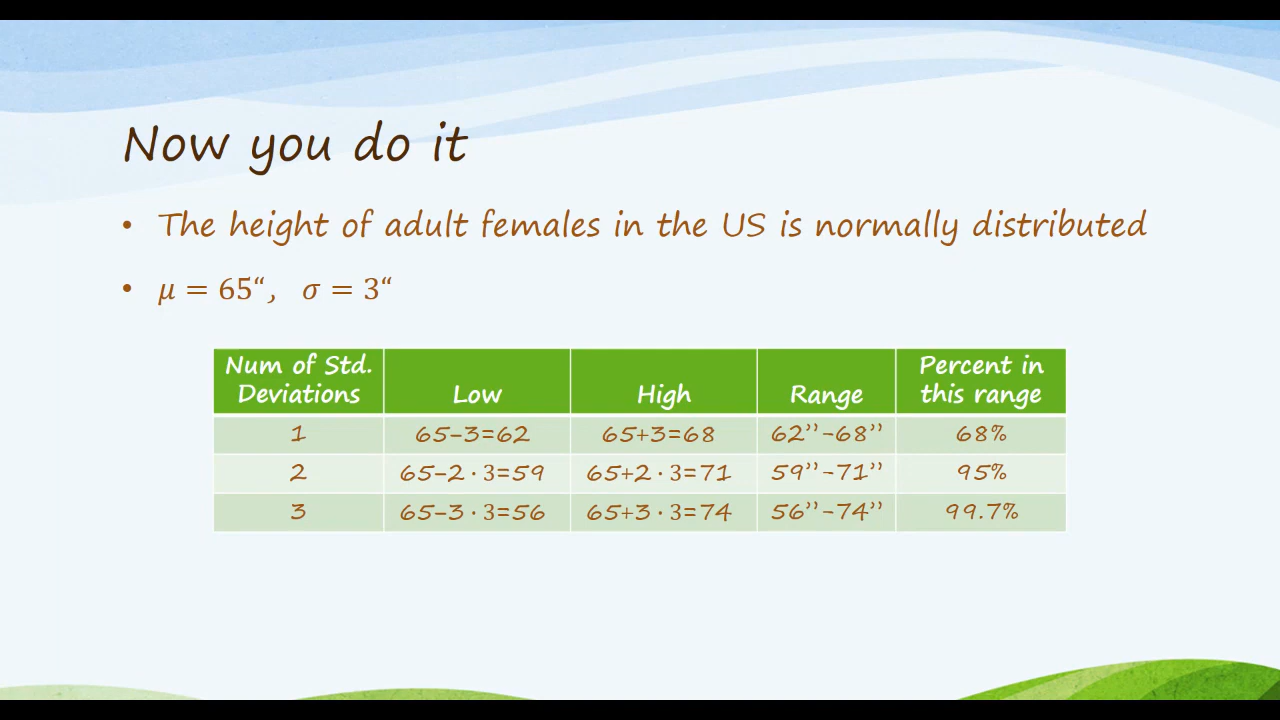 Now you do it
• The height of adult females in the US is normally distributed
• μ = 65“, σ = 3“
Num of Std. Deviations Low High Range Percent in this range
1 65-3=62 65+3=68 62”-68” 68%
2 65-2·3=59 65+2·3=71 59”-71” 95%
3 65-3·3=56 65+3·3=74 56”-74” 99.7%